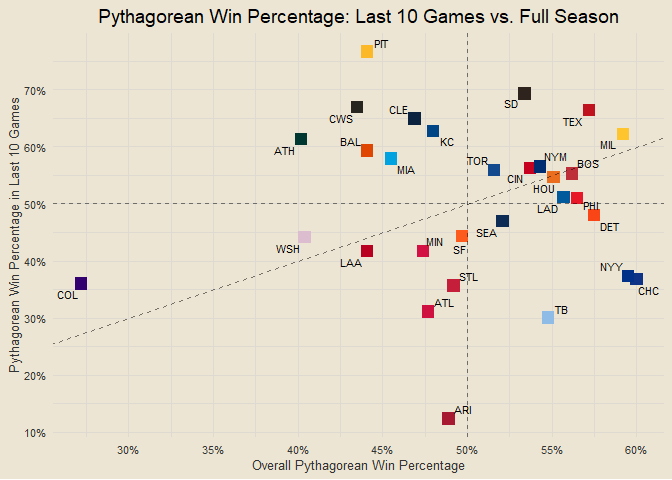 Pythagorean Win Percentage: Last 10 Games vs. Full Season
Pythagorean Win Percentage in Last 10 Games
70%
60%
50%
40%
30%
20%
10%
PIT
SD
CWS
CLE
TEX
KC
MIL
ATH
BAL
MIA
TOR
CIN
NYM
BOS
HOU
LAD
PHI
DET
SEA
WSH
LAA
MIN
SF
COL
STL
NYY
CHC
ATL
TB
ARI
30%
40%
45%
50%
55%
60%
Overall Pythagorean Win Percentage